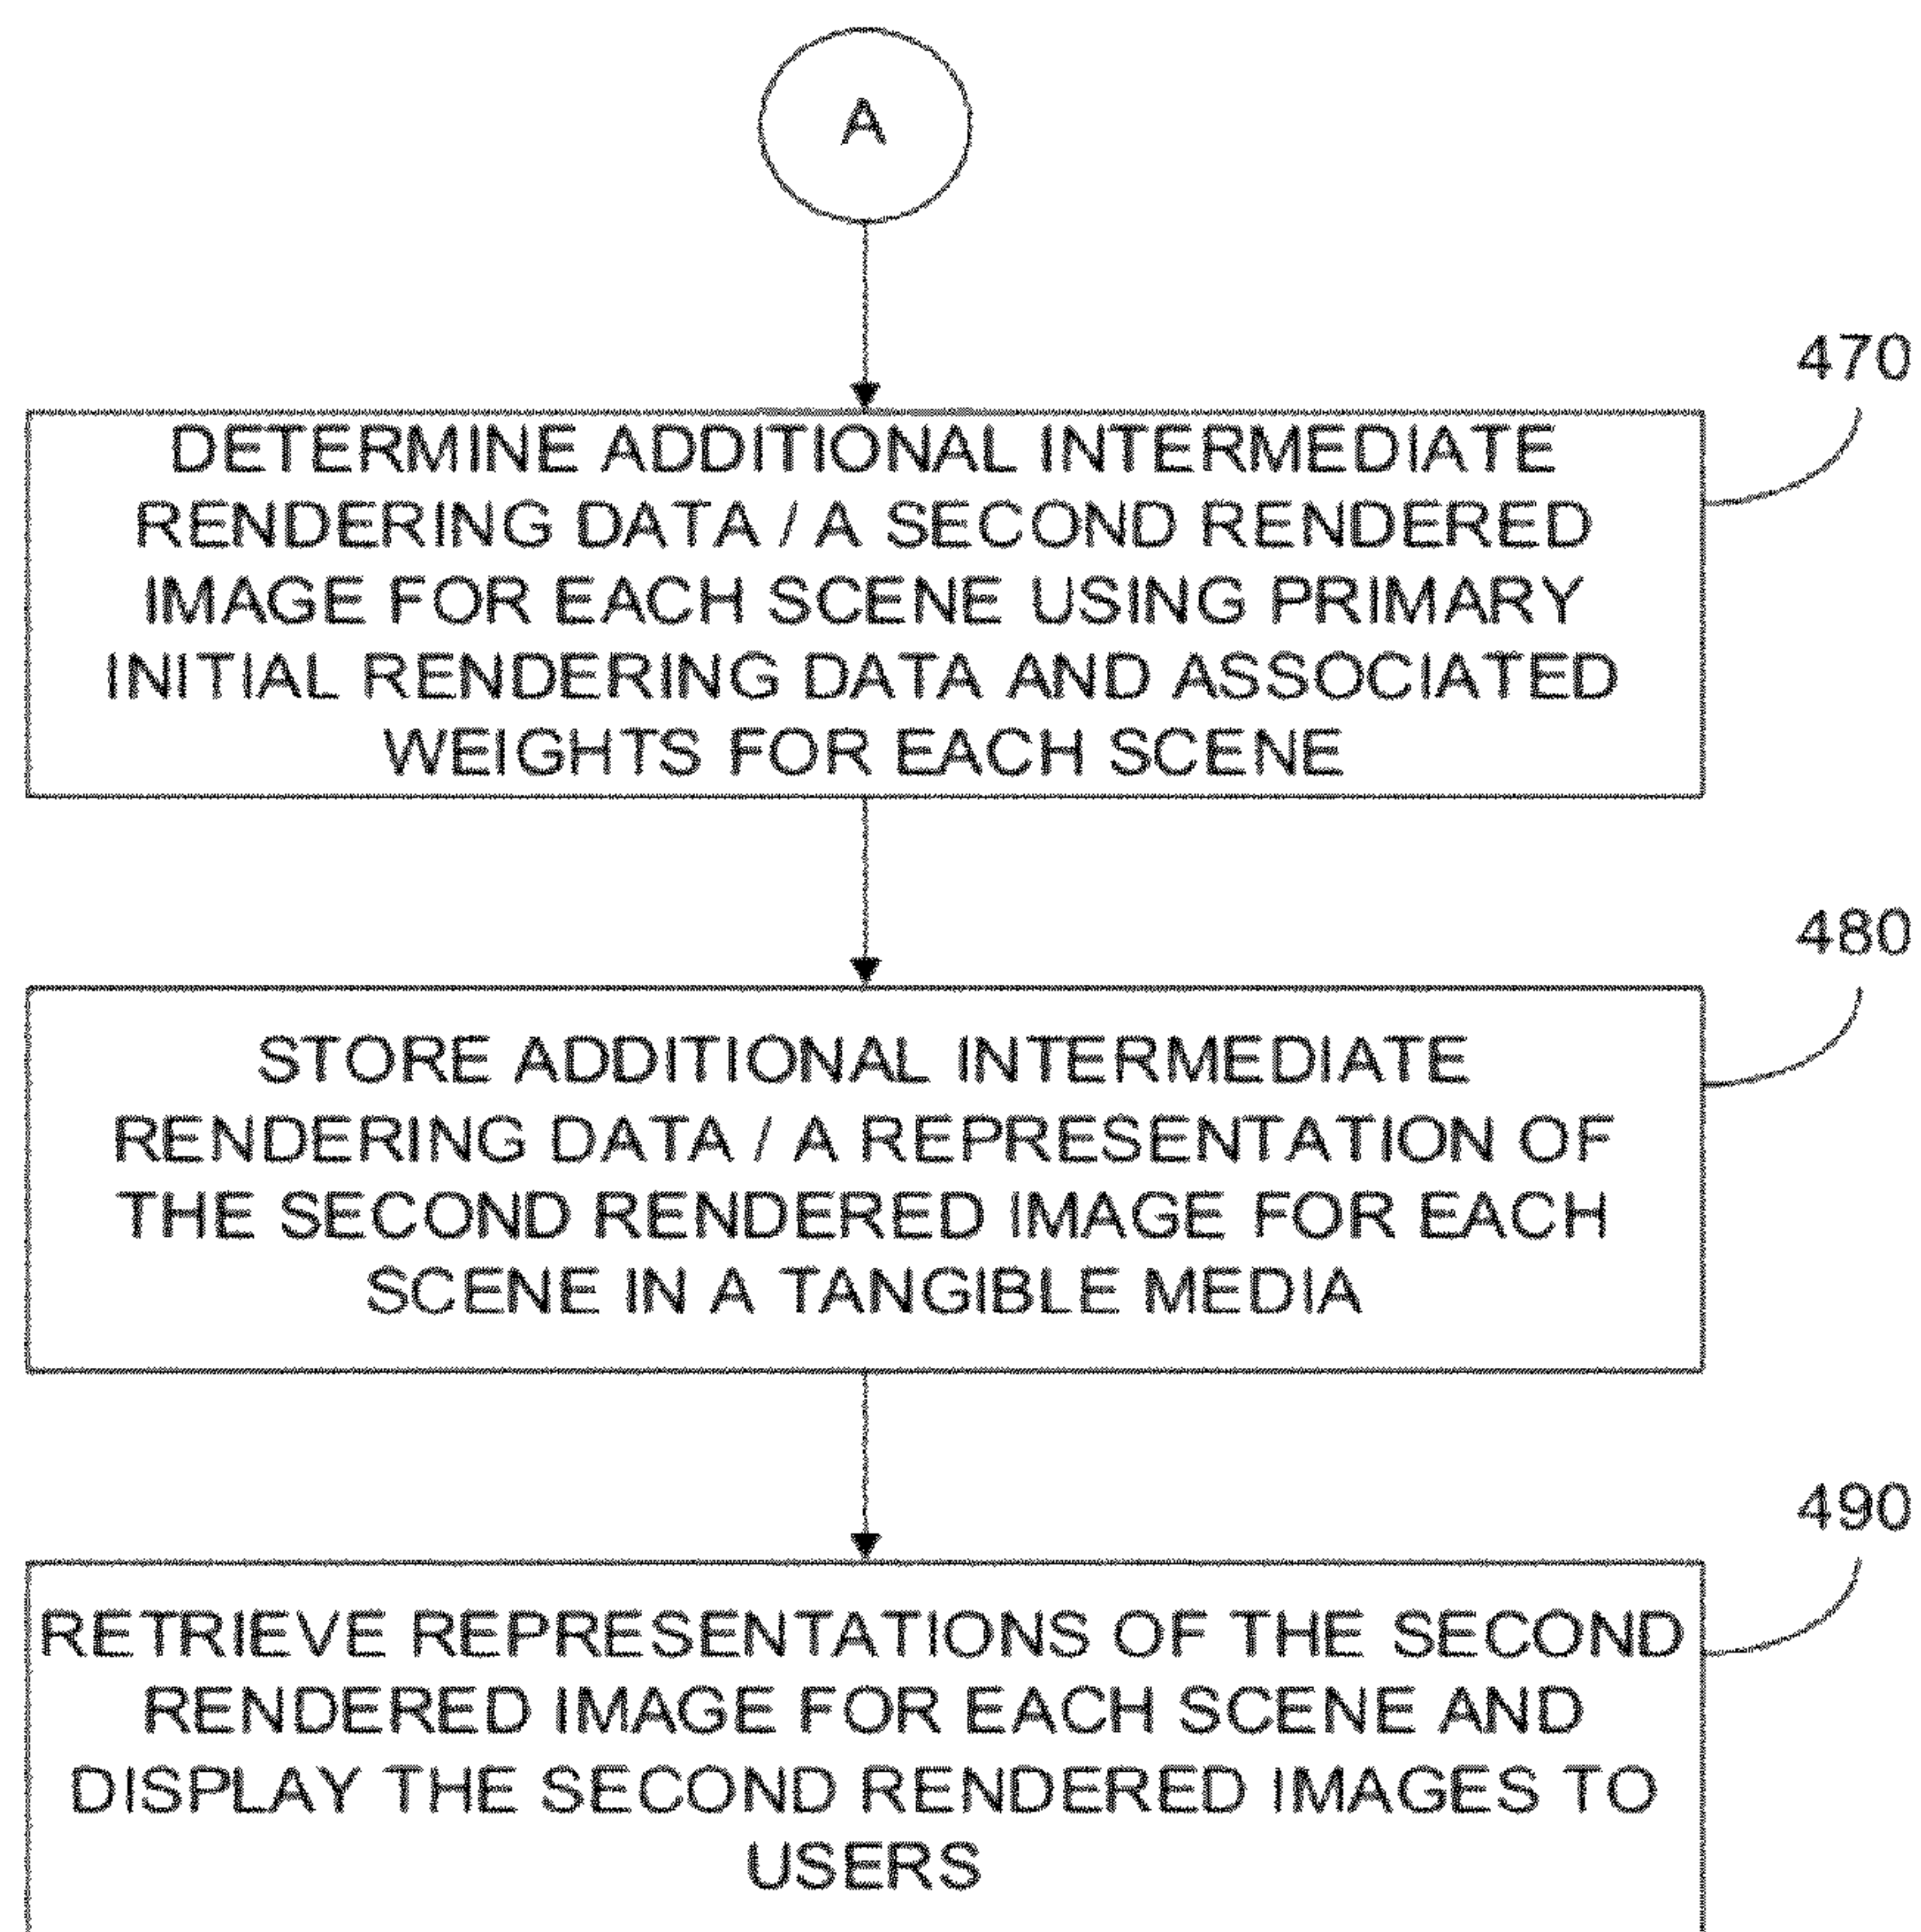 A
470
DETERMINE ADDITIONAL INTERMEDIATE
RENDERING DATA / A SECOND RENDERED
IMAGE FOR EACH SCENE USING PRIMARY
INITIAL RENDERING DATA AND ASSOCIATED
WEIGHTS FOR EACH SCENE
480
STORE ADDITIONAL INTERMEDIATE
RENDERING DATA / A REPRESENTATION OF
THE SECOND RENDERED IMAGE FOR EACH
SCENE IN A TANGIBLE MEDIA
490
RETRIEVE REPRESENTATIONS OF THE SECOND
RENDERED IMAGE FOR EACH SCENE AND
DISPLAY THE SECOND RENDERED IMAGES TO
USERS